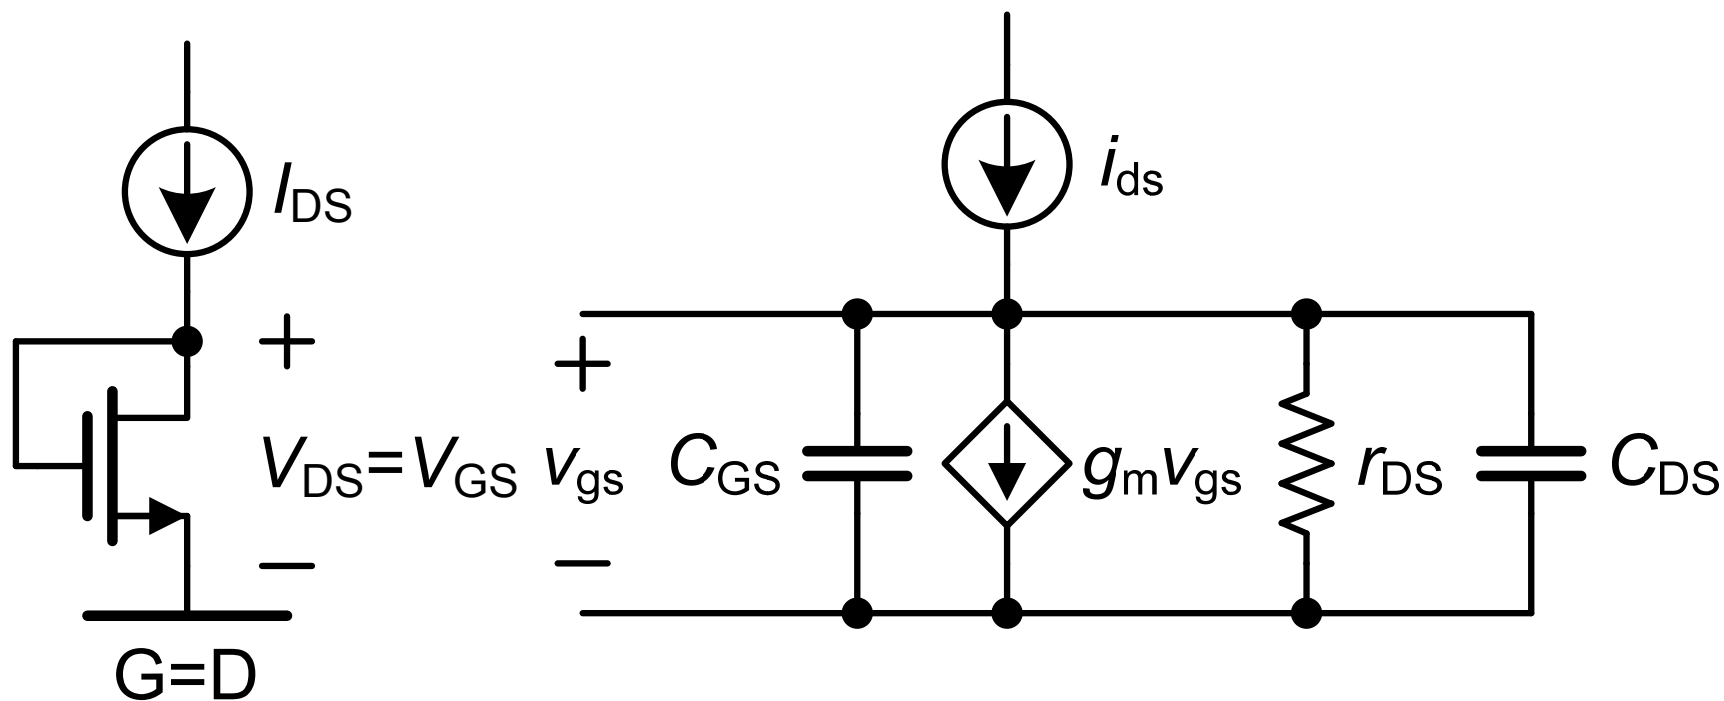 I_DS
i_ds
+
+
V_DS=V_GS
v_gs
C_GS
g_m v_gs
r_DS
C_DS
−
−
G=D